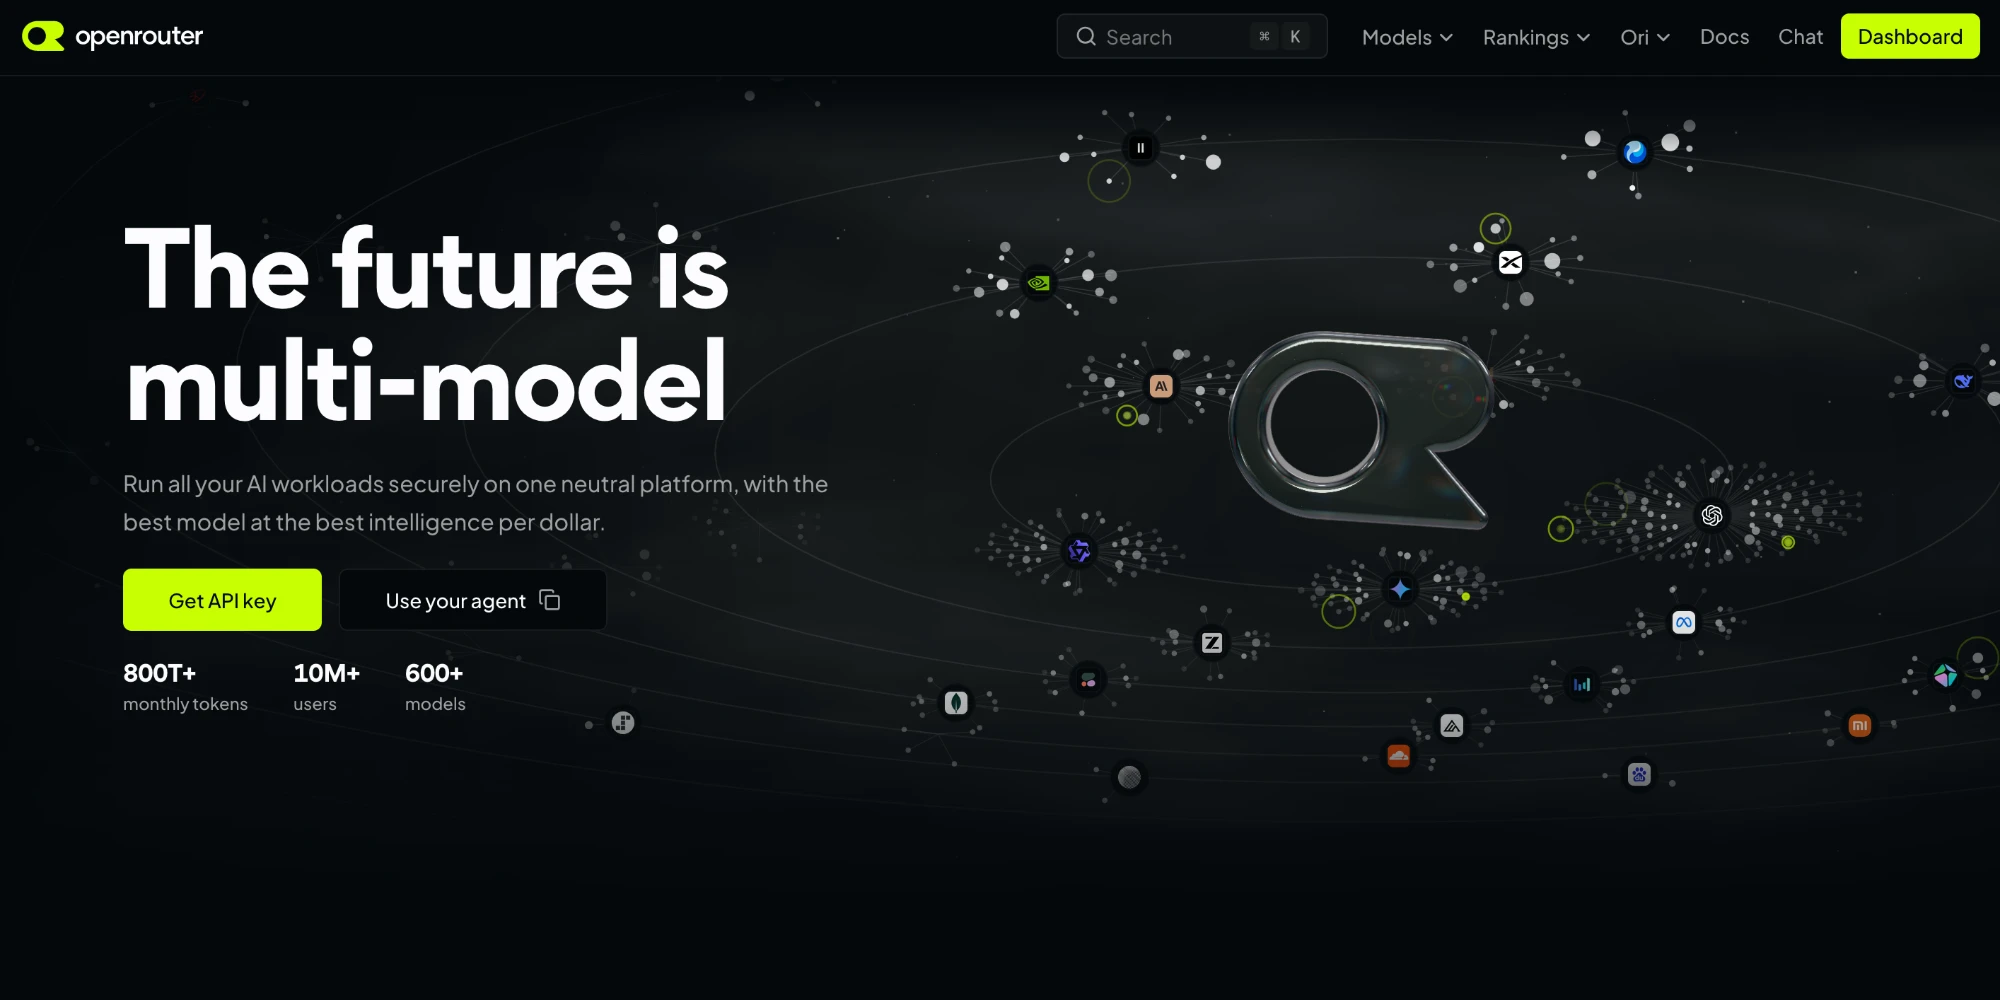 openrouter
Search ⌘ K
Models
Rankings
Ori
Docs
Chat
Dashboard
The future is
multi-model
Run all your AI workloads securely on one neutral platform, with the
best model at the best intelligence per dollar.
Get API key
Use your agent
800T+
monthly tokens
10M+
users
600+
models